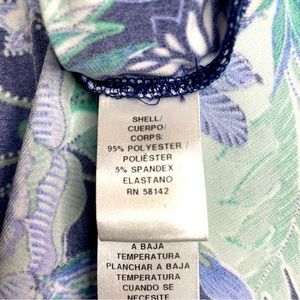 SHELL/
CUERPO/
CORPS:
95% POLYESTER /
POLIÉSTER
5% SPANDEX /
ELASTANO
RN 58142
A BAJA
TEMPERATURA
PLANCHAR A BAJA
TEMPERATURA
CUANDO SE
NECESITE